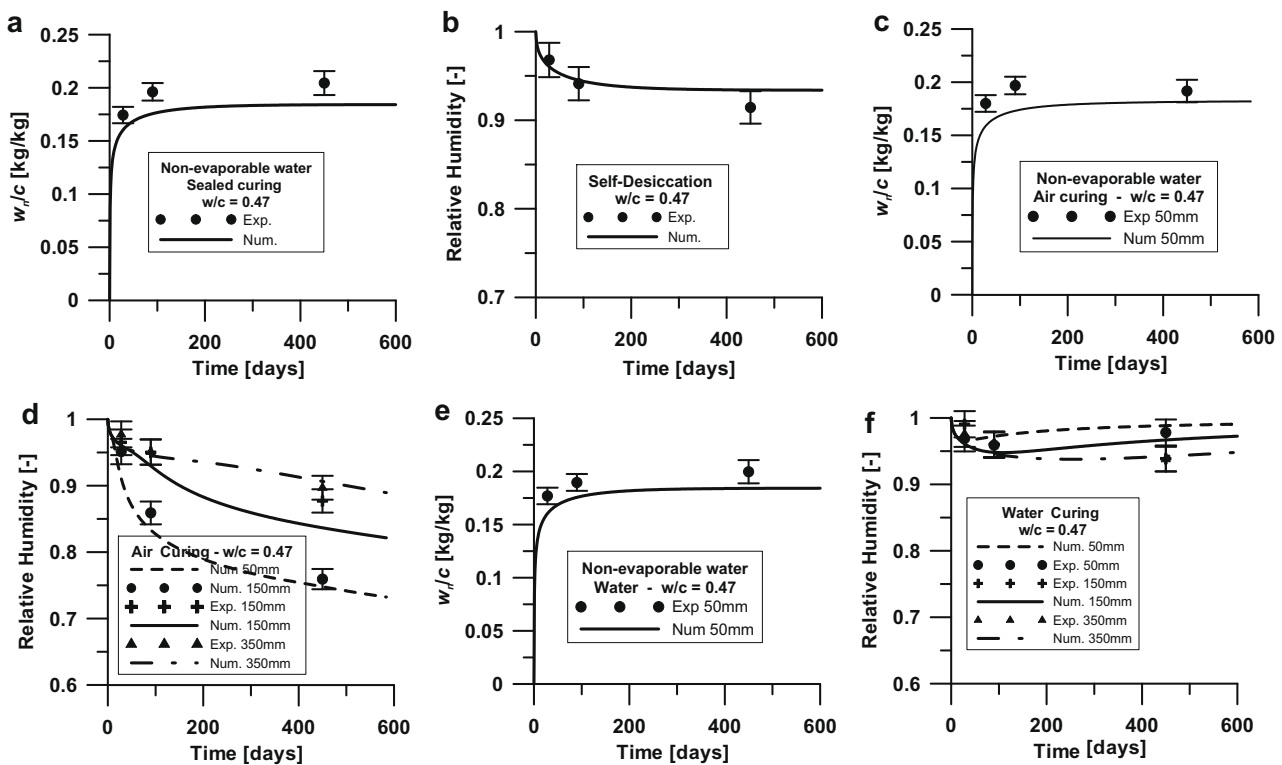 a
0.25
0.2
0.15
0.1
0.05
0
wn/c [kg/kg]
Non-evaporable water
Sealed curing
w/c = 0.47
Exp.
Num.
0 200 400 600
Time [days]
b
1
0.9
0.8
0.7
Relative Humidity [-]
Self-Desiccation
w/c = 0.47
Exp.
Num.
0 200 400 600
Time [days]
c
0.25
0.2
0.15
0.1
0.05
0
wn/c [kg/kg]
Non-evaporable water
Air curing - w/c = 0.47
Exp 50mm
Num 50mm
0 200 400 600
Time [days]
d
1
0.9
0.8
0.7
0.6
Relative Humidity [-]
Air Curing - w/c = 0.47
Num. 50mm
Num. 150mm
Exp. 150mm
Num. 150mm
Exp. 350mm
Num. 350mm
0 200 400 600
Time [days]
e
0.25
0.2
0.15
0.1
0.05
0
wn/c [kg/kg]
Non-evaporable water
Water - w/c = 0.47
Exp 50mm
Num 50mm
0 200 400 600
Time [days]
f
1
0.9
0.8
0.7
0.6
Relative Humidity [-]
Water Curing
w/c = 0.47
Num. 50mm
Exp. 50mm
Exp. 150mm
Num. 150mm
Exp. 350mm
Num. 350mm
0 200 400 600
Time [days]